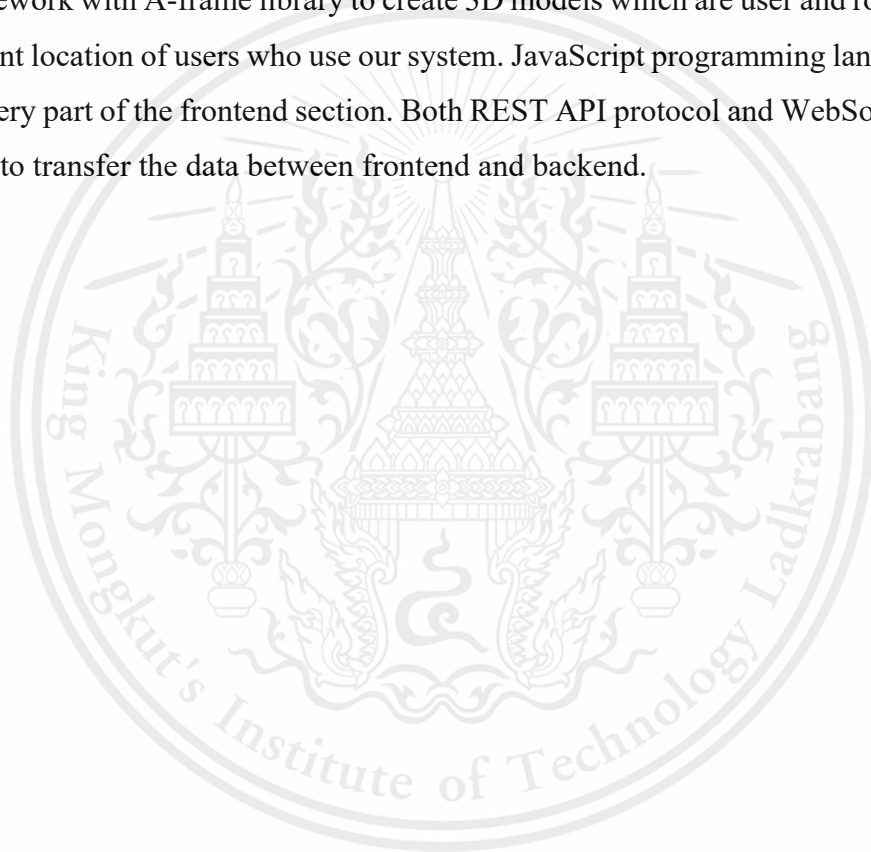 ework with A-frame library to create 3D models which are user and
nt location of users who use our system. JavaScript programming lan
ery part of the frontend section. Both REST API protocol and WebSo
to transfer the data between frontend and backend.
King Mongkut's Institute of Technology Ladkrabang